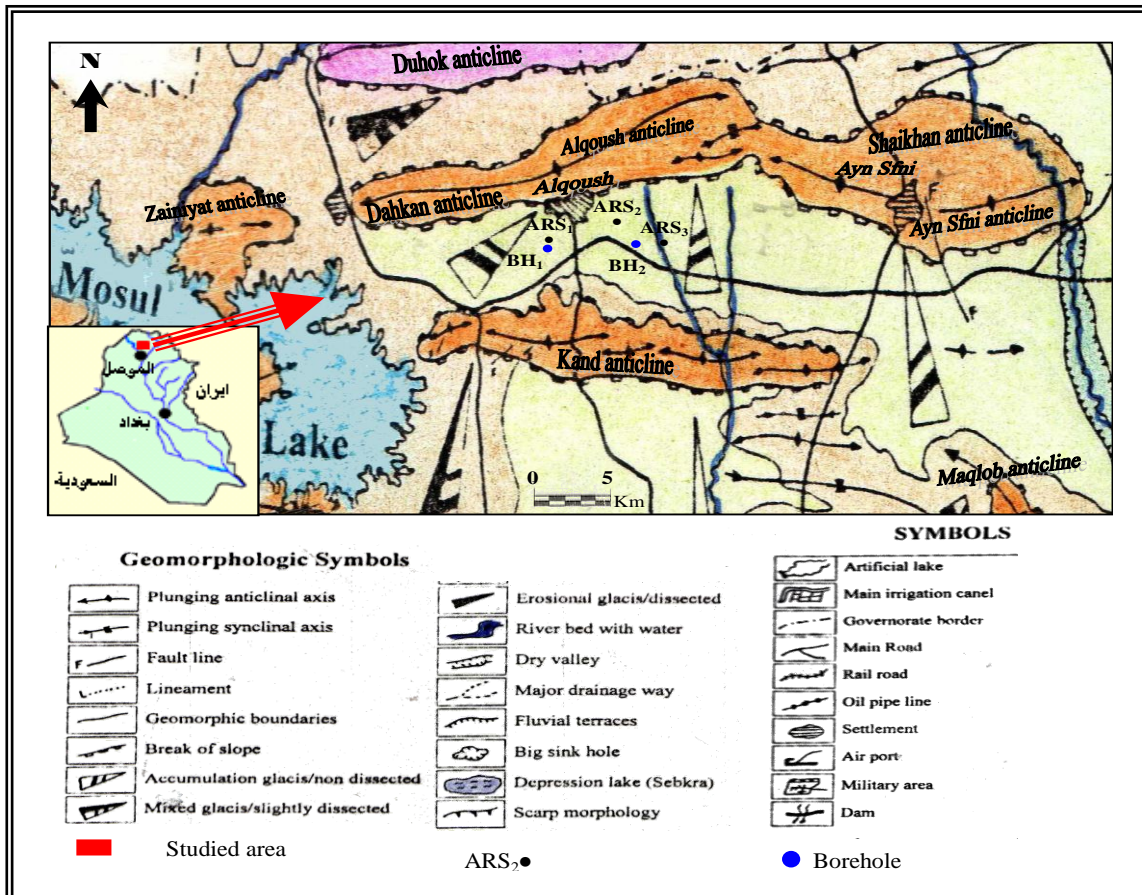 N
Duhok anticline
Alqoush anticline
Shaikhan anticline
Ayn Sfni
Zainiyat anticline
Dahkan anticline
Alqoush
Ayn Sfni anticline
ARS2
ARS1
ARS3
BH1
BH2
F
F
Mosul
Lake
Kand anticline
Maqlob anticline
0 5
Km
الموصل
ايران
بغداد
السعودية
Geomorphologic Symbols
Plunging anticlinal axis
Plunging synclinal axis
F
Fault line
L
Lineament
Geomorphic boundaries
Break of slope
Accumulation glacis/non dissected
Mixed glacis/slightly dissected
Erosional glacis/dissected
River bed with water
Dry valley
Major drainage way
Fluvial terraces
Big sink hole
Depression lake (Sebkra)
Scarp morphology
SYMBOLS
Artificial lake
Main irrigation canel
Governorate border
Main Road
Rail road
Oil pipe line
Settlement
Air port
Military area
Dam
Studied area
ARS2
Borehole